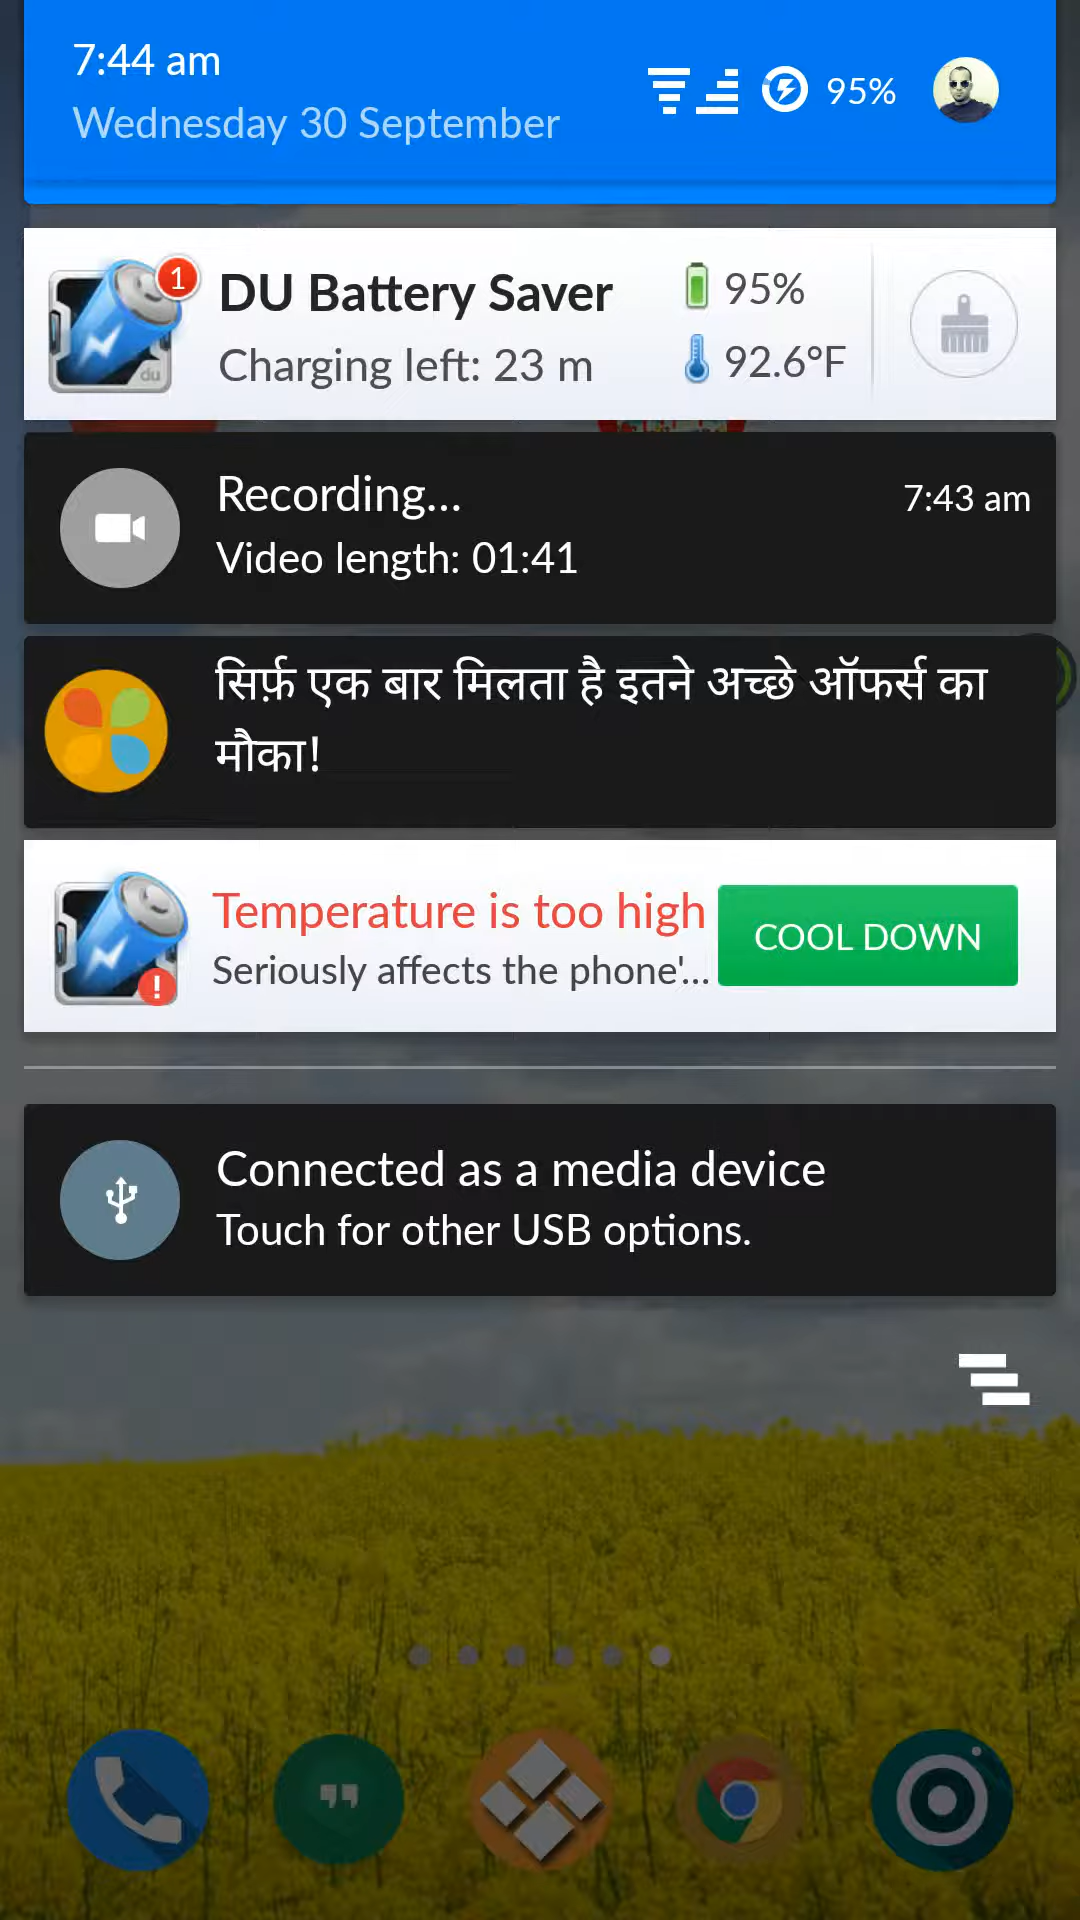 7:44 am
95%
Wednesday 30 September
1
DU Battery Saver
95%
Charging left: 23 m
92.6°F
du
Recording...
7:43 am
Video length: 01:41
सिर्फ़ एक बार मिलता है इतने अच्छे ऑफर्स का
मौका!
Temperature is too high
COOL DOWN
Seriously affects the phone'...
Connected as a media device
Touch for other USB options.